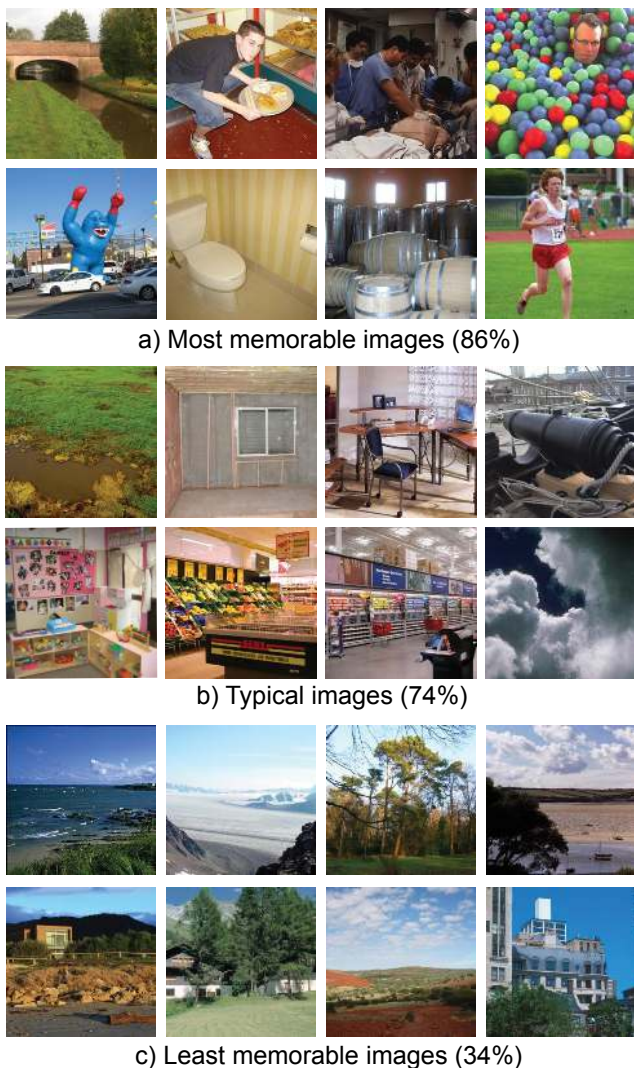 a) Most memorable images (86%)
b) Typical images (74%)
c) Least memorable images (34%)